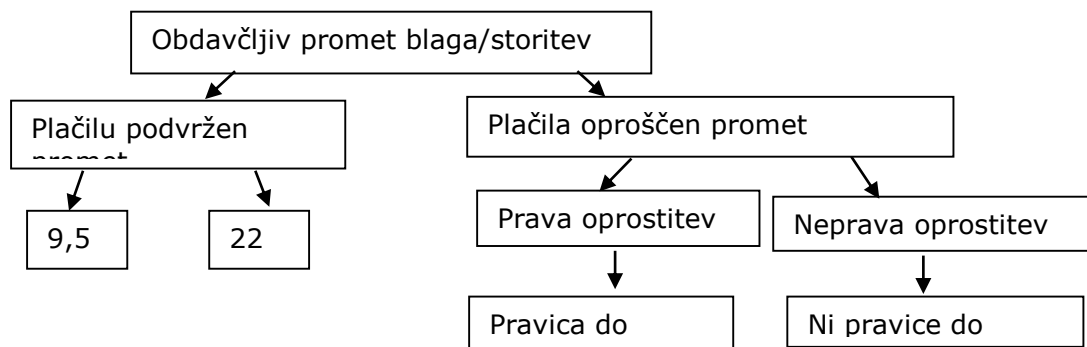 Obdavčljiv promet blaga/storitev
Plačilu podvržen
Plačila oproščen promet
9,5
22
Prava oprostitev
Neprava oprostitev
Pravica do
Ni pravice do